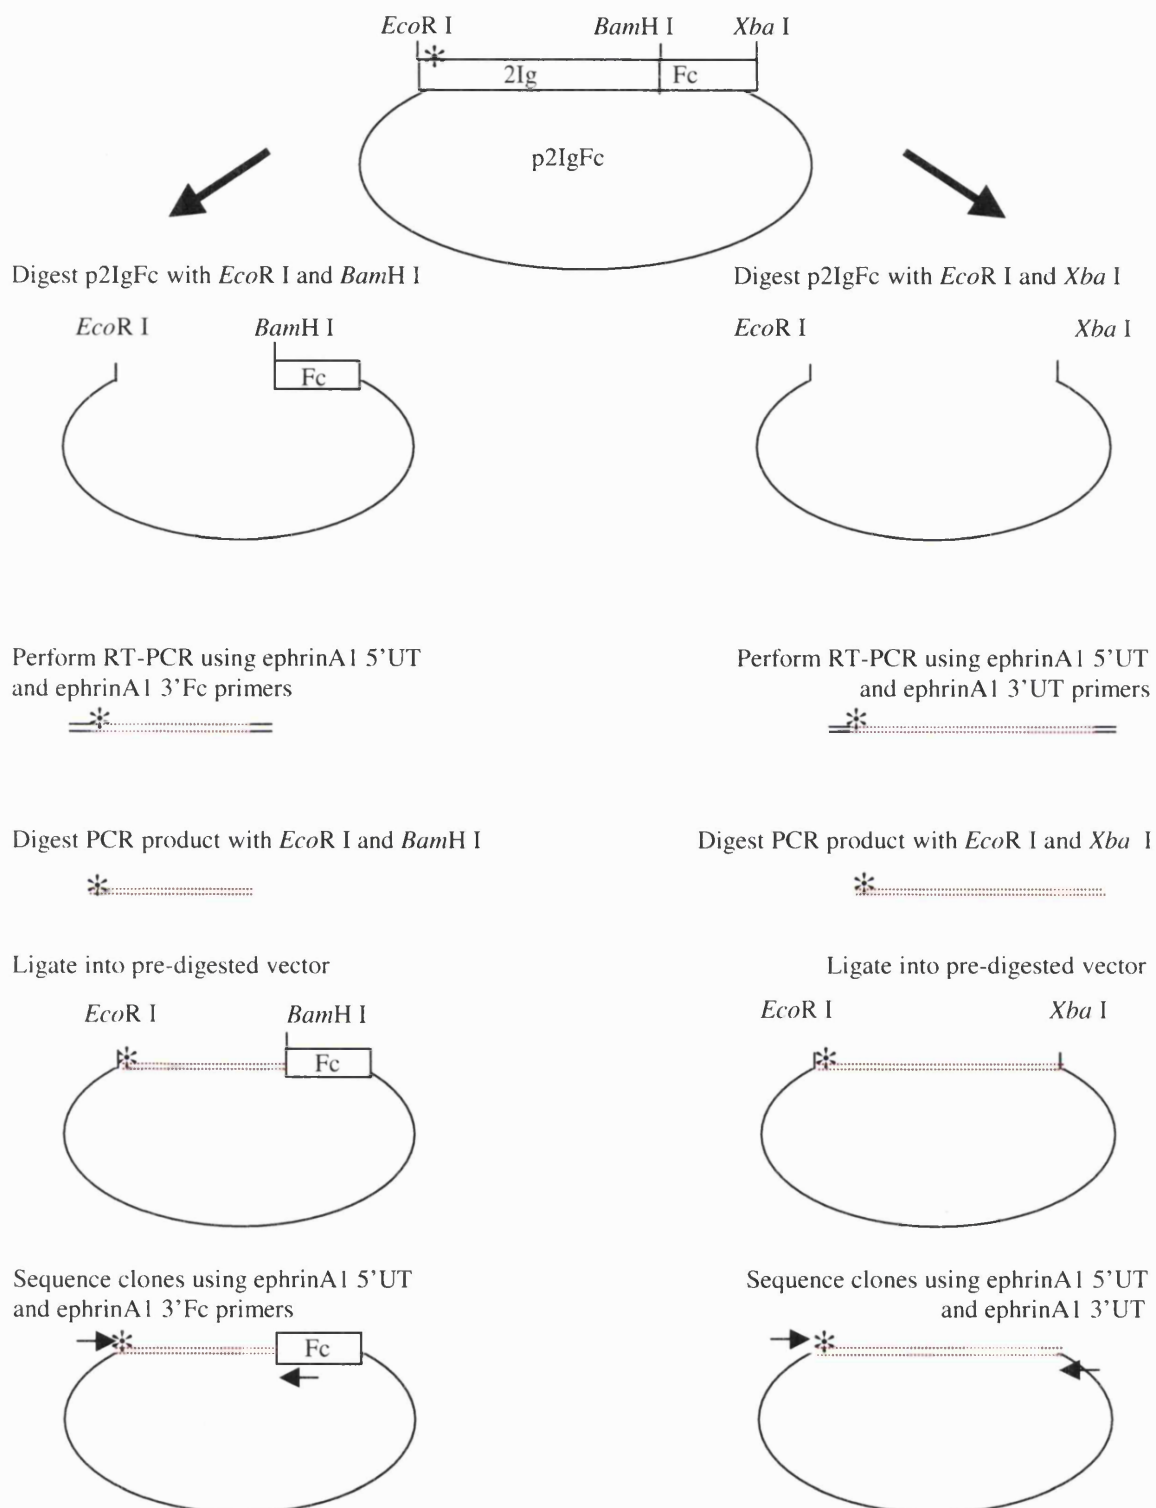 EcoR I BamH I Xba I
2Ig Fc
p2IgFc
Digest p2IgFc with EcoR I and BamH I
Digest p2IgFc with EcoR I and Xba I
EcoR I BamH I
Fc
EcoR I Xba I
Perform RT-PCR using ephrinA1 5'UT
and ephrinA1 3'Fc primers
Perform RT-PCR using ephrinA1 5'UT
and ephrinA1 3'UT primers
Digest PCR product with EcoR I and BamH I
Digest PCR product with EcoR I and Xba I
Ligate into pre-digested vector
Ligate into pre-digested vector
EcoR I BamH I
Fc
EcoR I Xba I
Sequence clones using ephrinA1 5'UT
and ephrinA1 3'Fc primers
Fc
Sequence clones using ephrinA1 5'UT
and ephrinA1 3'UT